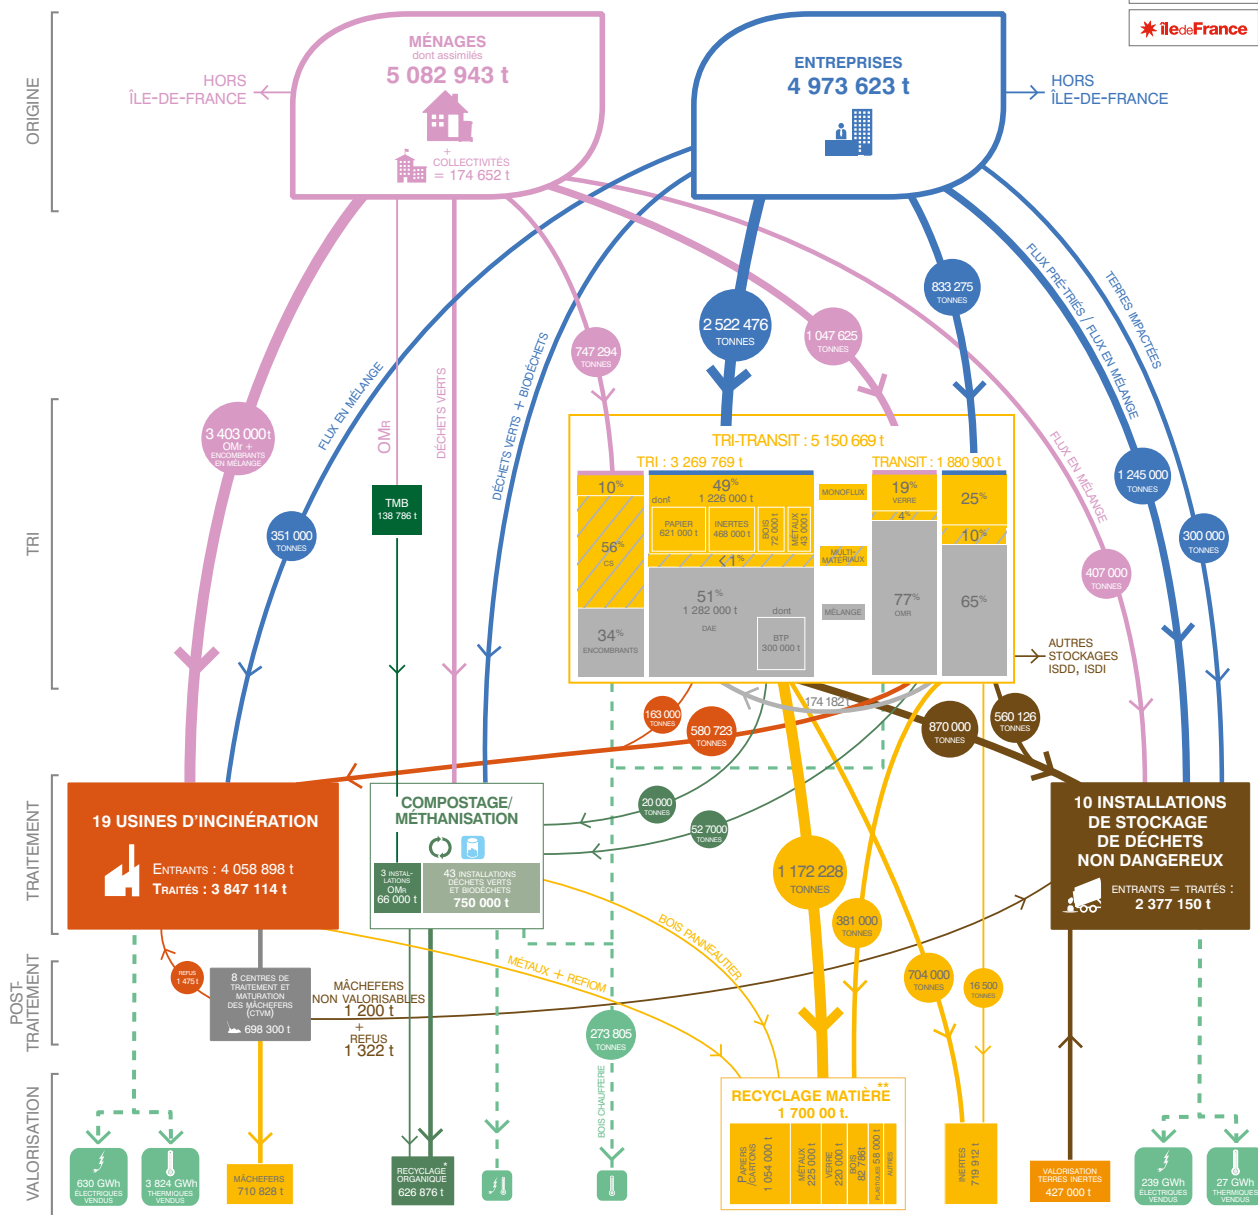 îledeFrance
ORIGINE
MÉNAGES
dont assimilés
5 082 943 t
+
COLLECTIVITÉS
= 174 652 t
HORS
ÎLE-DE-FRANCE
ENTREPRISES
4 973 623 t
HORS
ÎLE-DE-FRANCE
TRI
3 403 000 t
OMr +
ENCOMBRANTS
EN MÉLANGE
FLUX EN MÉLANGE
351 000
TONNES
OMR
DÉCHETS VERTS
DÉCHETS VERTS + BIODÉCHETS
TMB
138 786 t
747 294
TONNES
2 522 476
TONNES
1 047 625
TONNES
833 275
TONNES
FLUX PRÉ-TRIÉS / FLUX EN MÉLANGE
TERRES IMPACTÉES
FLUX EN MÉLANGE
1 245 000
TONNES
300 000
TONNES
407 000
TONNES
TRI-TRANSIT : 5 150 669 t
TRI : 3 269 769 t
TRANSIT : 1 880 900 t
10%
56%
CS
34%
ENCOMBRANTS
49%
dont
1 226 000 t
PAPIER
621 000 t
INERTES
468 000 t
BOIS
72 000 t
MÉTAUX
43 000 t
<1%
51%
1 282 000 t
dont
DAE
BTP
300 000 t
MONOFLUX
MULTI-
MATÉRIAUX
MÉLANGE
19%
VERRE
4%
77%
OMR
25%
10%
65%
AUTRES
STOCKAGES
ISDD, ISDI
174 182 t
163 000
TONNES
580 723
TONNES
870 000
TONNES
560 126
TONNES
TRAITEMENT
19 USINES D'INCINÉRATION
ENTRANTS : 4 058 898 t
TRAITÉS : 3 847 114 t
COMPOSTAGE/
MÉTHANISATION
3 INSTAL-
LATIONS
OMR
66 000 t
43 INSTALLATIONS
DÉCHETS VERTS
ET BIODÉCHETS
750 000 t
20 000
TONNES
52 7000
TONNES
1 172 228
TONNES
381 000
TONNES
10 INSTALLATIONS
DE STOCKAGE
DE DÉCHETS
NON DANGEREUX
ENTRANTS = TRAITÉS :
2 377 150 t
POST-
TRAITEMENT
REFUS
1 475 t
8 CENTRES DE
TRAITEMENT ET
MATURATION
DES MÂCHEFERS
(CTVM)
698 300 t
MÂCHEFERS
NON VALORISABLES
1 200 t
+
REFUS
1 322 t
MÉTAUX + REFIOM
BOIS PANNEAUTIER
273 805
TONNES
704 000
TONNES
16 500
TONNES
BOIS CHAUFFERIE
VALORISATION
630 GWh
ÉLECTRIQUES
VENDUS
3 824 GWh
THERMIQUES
VENDUS
MÂCHEFERS
710 828 t
RECYCLAGE *
ORGANIQUE
626 876 t
RECYCLAGE MATIÈRE **
1 700 00 t.
PAPIERS
/CARTONS
1 054 000 t
MÉTAUX
225 000 t
VERRE
220 000 t
BOIS
82 786t
PLASTIQUES 58 000 t
AUTRES
INERTES
719 912 t
VALORISATION
TERRES INERTES
427 000 t
239 GWh
ÉLECTRIQUES
VENDUS
27 GWh
THERMIQUES
VENDUS